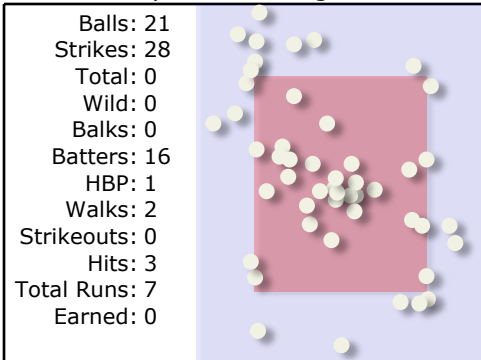 Balls: 21
Strikes: 28
Total: 0
Wild: 0
Balks: 0
Batters: 16
HBP: 1
Walks: 2
Strikeouts: 0
Hits: 3
Total Runs: 7
Earned: 0